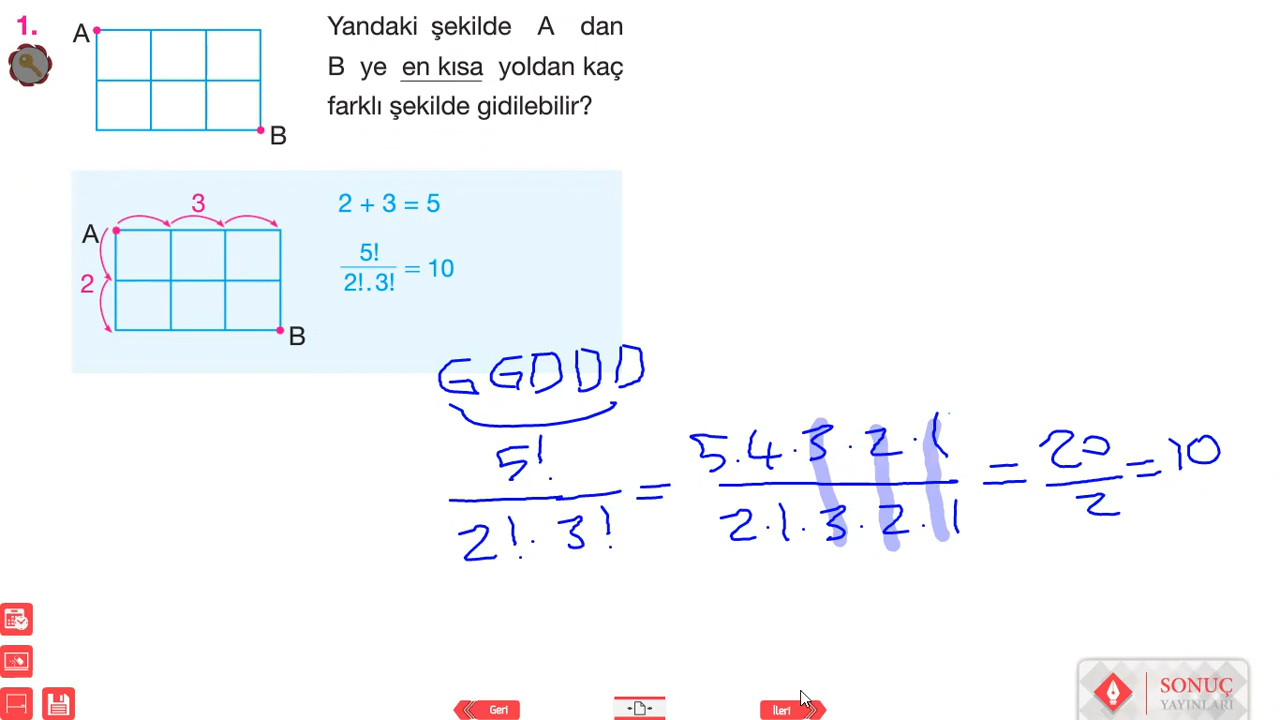 1.
A
B
Yandaki şekilde A dan
B ye en kısa yoldan kaç
farklı şekilde gidilebilir?
3
A
2
B
2 + 3 = 5
5!
2!.3! = 10
GGDDD
5! = 5.4.3.2.1 = 20 = 10
2!.3! 2.1.3.2.1 2
Geri
İleri
SONUÇ
YAYINLARI